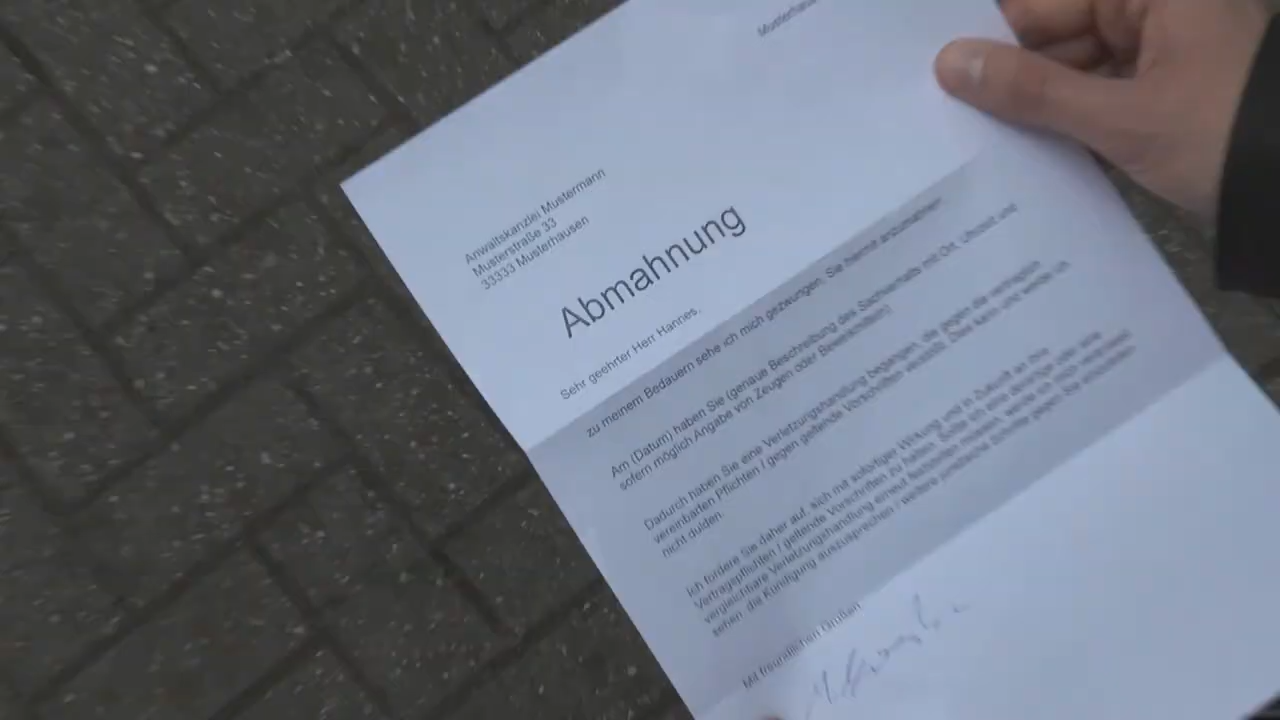 Musterhau
Anwaltskanzlei Mustermann
Musterstraße 33
33333 Musterhausen
Abmahnung
Sehr geehrter Herr Hannes,
zu meinem Bedauern sehe ich mich gezwungen, Sie hiermit abzumahnen:
Am (Datum) haben Sie (genaue Beschreibung des Sachverhalts mit Ort, Uhrzeit und
sofern möglich Angabe von Zeugen oder Beweismitteln)
Dadurch haben Sie eine Verletzungshandlung begangen, die gegen die vertraglich
vereinbarten Pflichten / gegen geltende Vorschriften verstößt. Dies kann und werde ich
nicht dulden.
Ich fordere Sie daher auf, sich mit sofortiger Wirkung und in Zukunft an Ihre
Vertragspflichten / geltende Vorschriften zu halten. Sollte ich eine derartige oder eine
vergleichbare Verletzungshandlung erneut feststellen müssen, werde ich mich veranlasst
sehen, die Kündigung auszusprechen / weitere juristische Schritte gegen Sie einzuleiten.
Mit freundlichen Grüßen